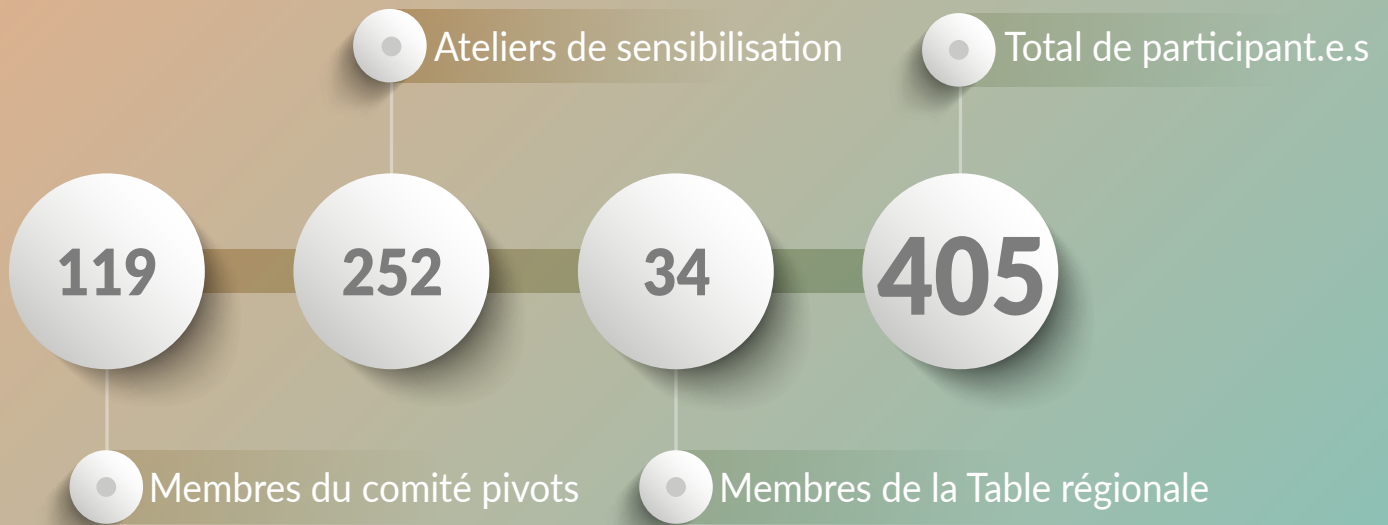 Ateliers de sensibilisation
Total de participant.e.s
119
252
34
405
Membres du comité pivots
Membres de la Table régionale